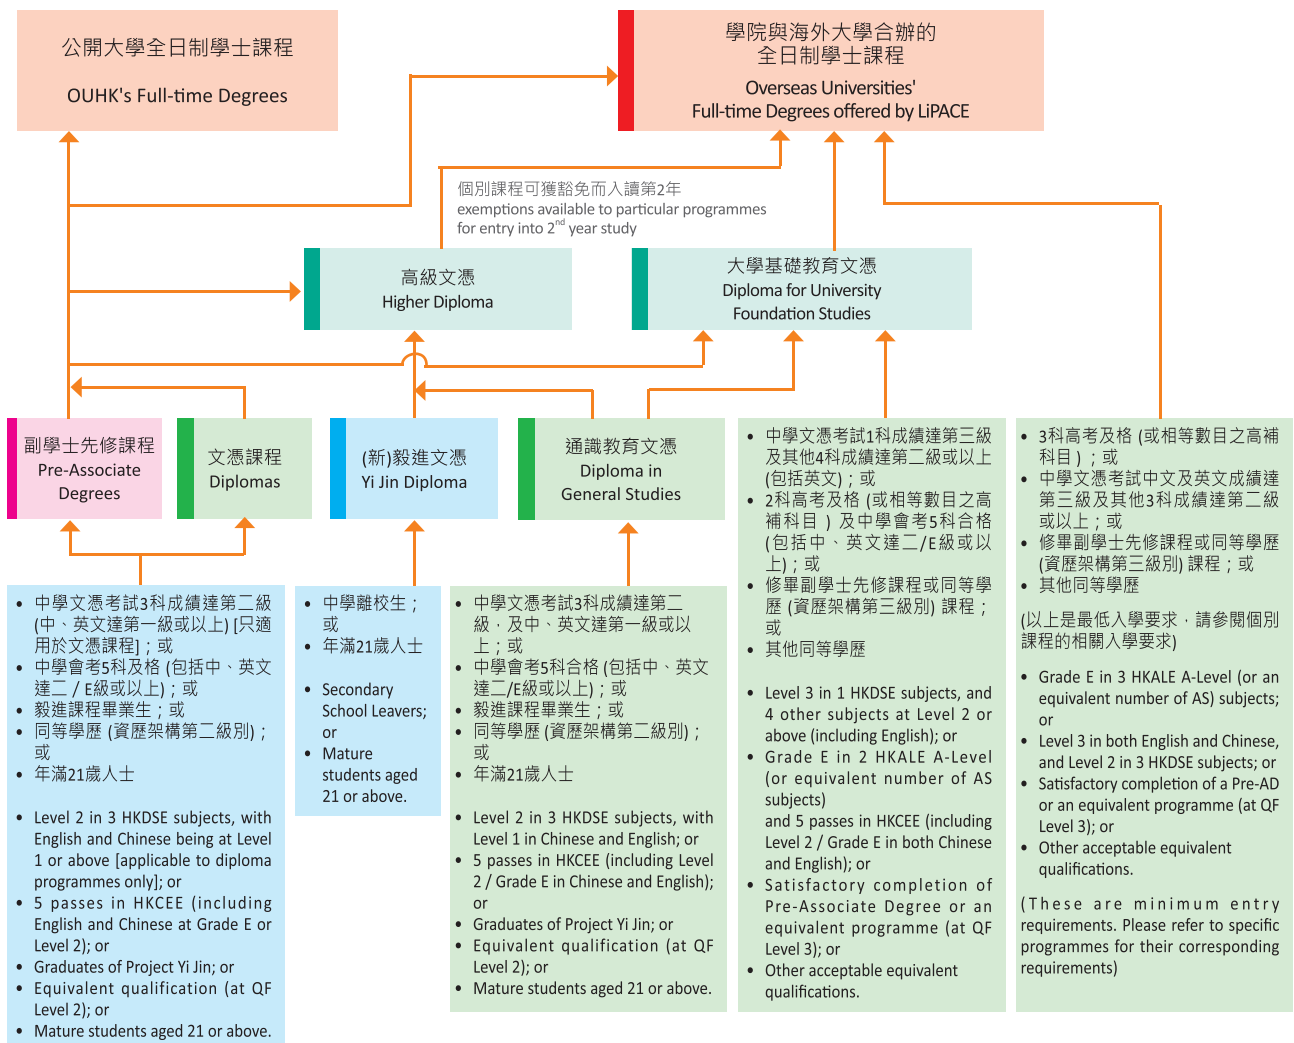 公開大學全日制學士課程
OUHK's Full-time Degrees
學院與海外大學合辦的
全日制學士課程
Overseas Universities'
Full-time Degrees offered by LiPACE
個別課程可獲豁免而入讀第2年
exemptions available to particular programmes
for entry into 2nd year study
高級文憑
Higher Diploma
大學基礎教育文憑
Diploma for University
Foundation Studies
副學士先修課程
Pre-Associate
Degrees
文憑課程
Diplomas
(新)毅進文憑
Yi Jin Diploma
通識教育文憑
Diploma in
General Studies
• 中學文憑考試3科成績達第二級
(中、英文達第一級或以上) [只適
用於文憑課程]；或
• 中學會考5科及格 (包括中、英文
達二 / E級或以上)；或
• 毅進課程畢業生；或
• 同等學歷 (資歷架構第二級別)；
或
• 年滿21歲人士
• Level 2 in 3 HKDSE subjects, with
English and Chinese being at Level
1 or above [applicable to diploma
programmes only]; or
• 5 passes in HKCEE (including
English and Chinese at Grade E or
Level 2); or
• Graduates of Project Yi Jin; or
• Equivalent qualification (at QF
Level 2); or
• Mature students aged 21 or above.
• 中學離校生；
或
• 年滿21歲人士
• Secondary
School Leavers;
or
• Mature
students aged
21 or above.
• 中學文憑考試3科成績達第二
級，及中、英文達第一級或以
上；或
• 中學會考5科合格 (包括中、英文
達二/E級或以上)；或
• 毅進課程畢業生；或
• 同等學歷 (資歷架構第二級別)；
或
• 年滿21歲人士
• Level 2 in 3 HKDSE subjects, with
Level 1 in Chinese and English; or
• 5 passes in HKCEE (including Level
2 / Grade E in Chinese and English);
or
• Graduates of Project Yi Jin; or
• Equivalent qualification (at QF
Level 2); or
• Mature students aged 21 or above.
• 中學文憑考試1科成績達第三級
及其他4科成績達第二級或以上
(包括英文)；或
• 2科高考及格 (或相等數目之高
補科目 ) 及中學會考5科合格
(包括中、英文達二/E級或以
上)；或
• 修畢副學士先修課程或同等學
歷 (資歷架構第三級別) 課程；
或
• 其他同等學歷
• Level 3 in 1 HKDSE subjects, and
4 other subjects at Level 2 or
above (including English); or
• Grade E in 2 HKALE A-Level
(or equivalent number of AS
subjects)
and 5 passes in HKCEE (including
Level 2 / Grade E in both Chinese
and English); or
• Satisfactory completion of
Pre-Associate Degree or an
equivalent programme (at QF
Level 3); or
• Other acceptable equivalent
qualifications.
• 3科高考及格 (或相等數目之高補
科目 )；或
• 中學文憑考試中文及英文成績達
第三級及其他3科成績達第二級
或以上；或
• 修畢副學士先修課程或同等學歷
(資歷架構第三級別) 課程；或
• 其他同等學歷
(以上是最低入學要求，請參閱個別
課程的相關入學要求)
• Grade E in 3 HKALE A-Level (or an
equivalent number of AS) subjects;
or
• Level 3 in both English and Chinese,
and Level 2 in 3 HKDSE subjects; or
• Satisfactory completion of a Pre-AD
or an equivalent programme (at QF
Level 3); or
• Other acceptable equivalent
qualifications.
(These are minimum entry
requirements. Please refer to specific
programmes for their corresponding
requirements)